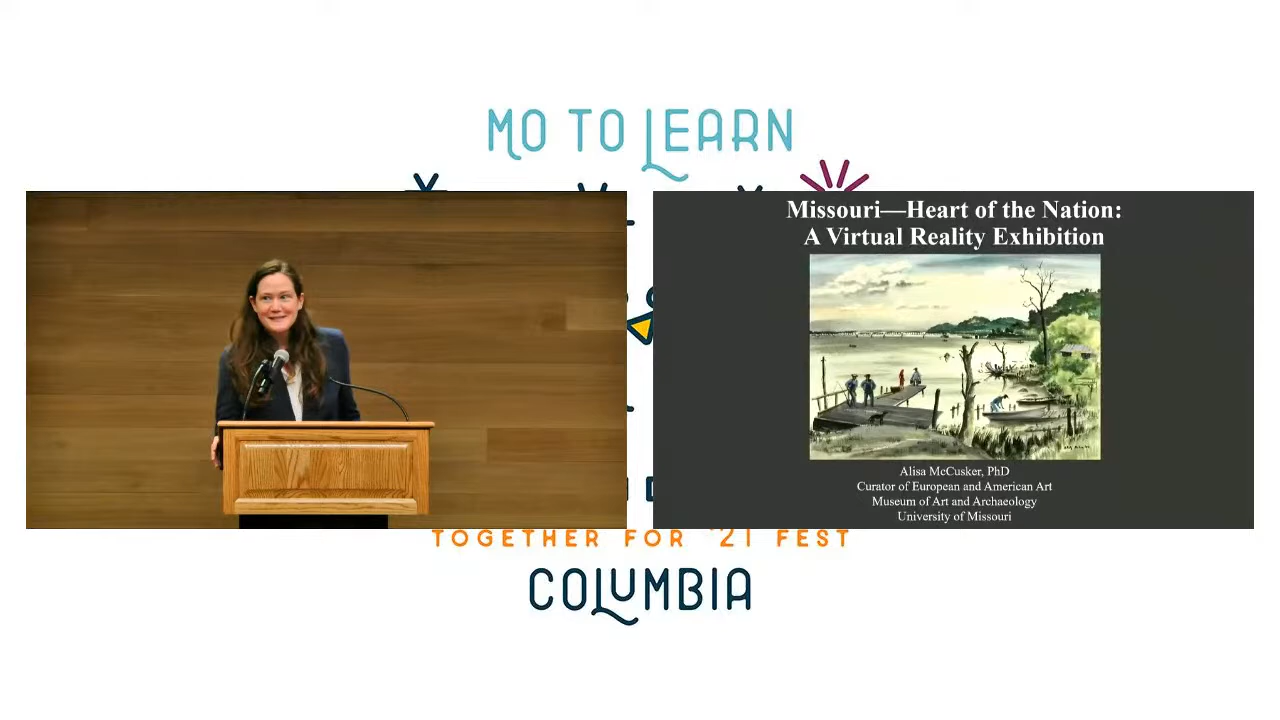 MO TO LEARN
Missouri—Heart of the Nation:
A Virtual Reality Exhibition
Alisa McCusker, PhD
Curator of European and American Art
Museum of Art and Archaeology
University of Missouri
TOGETHER FOR '21 FEST
COLUMBIA